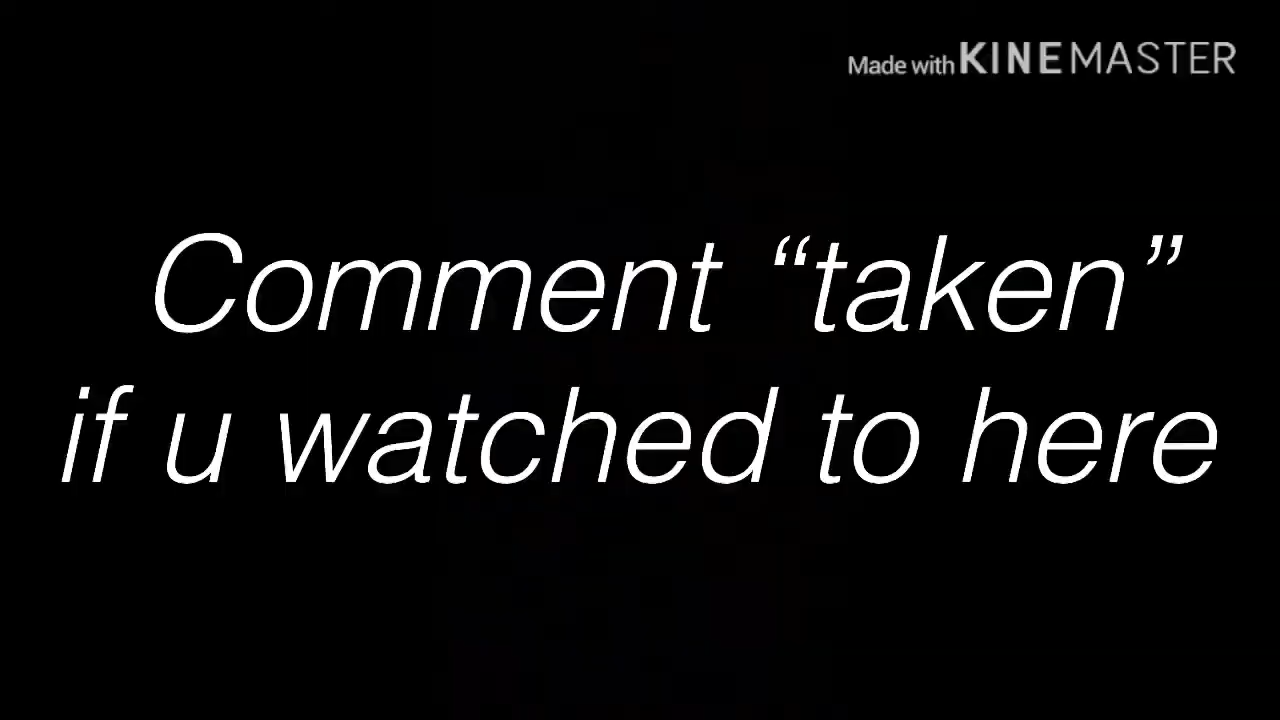 Made with KINEMASTER
Comment “taken”
if u watched to here